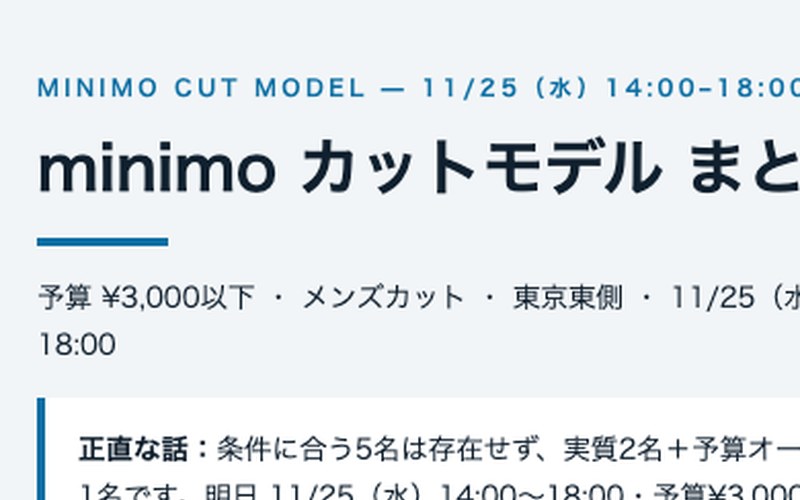 MINIMO CUT MODEL — 11/25（水）14:00–18:00
minimo カットモデル まと
予算 ¥3,000以下 ・ メンズカット ・ 東京東側 ・ 11/25（水
18:00
正直な話：条件に合う5名は存在せず、実質2名＋予算オー
1名です。明日 11/25（水）14:00〜18:00・予算¥3,000